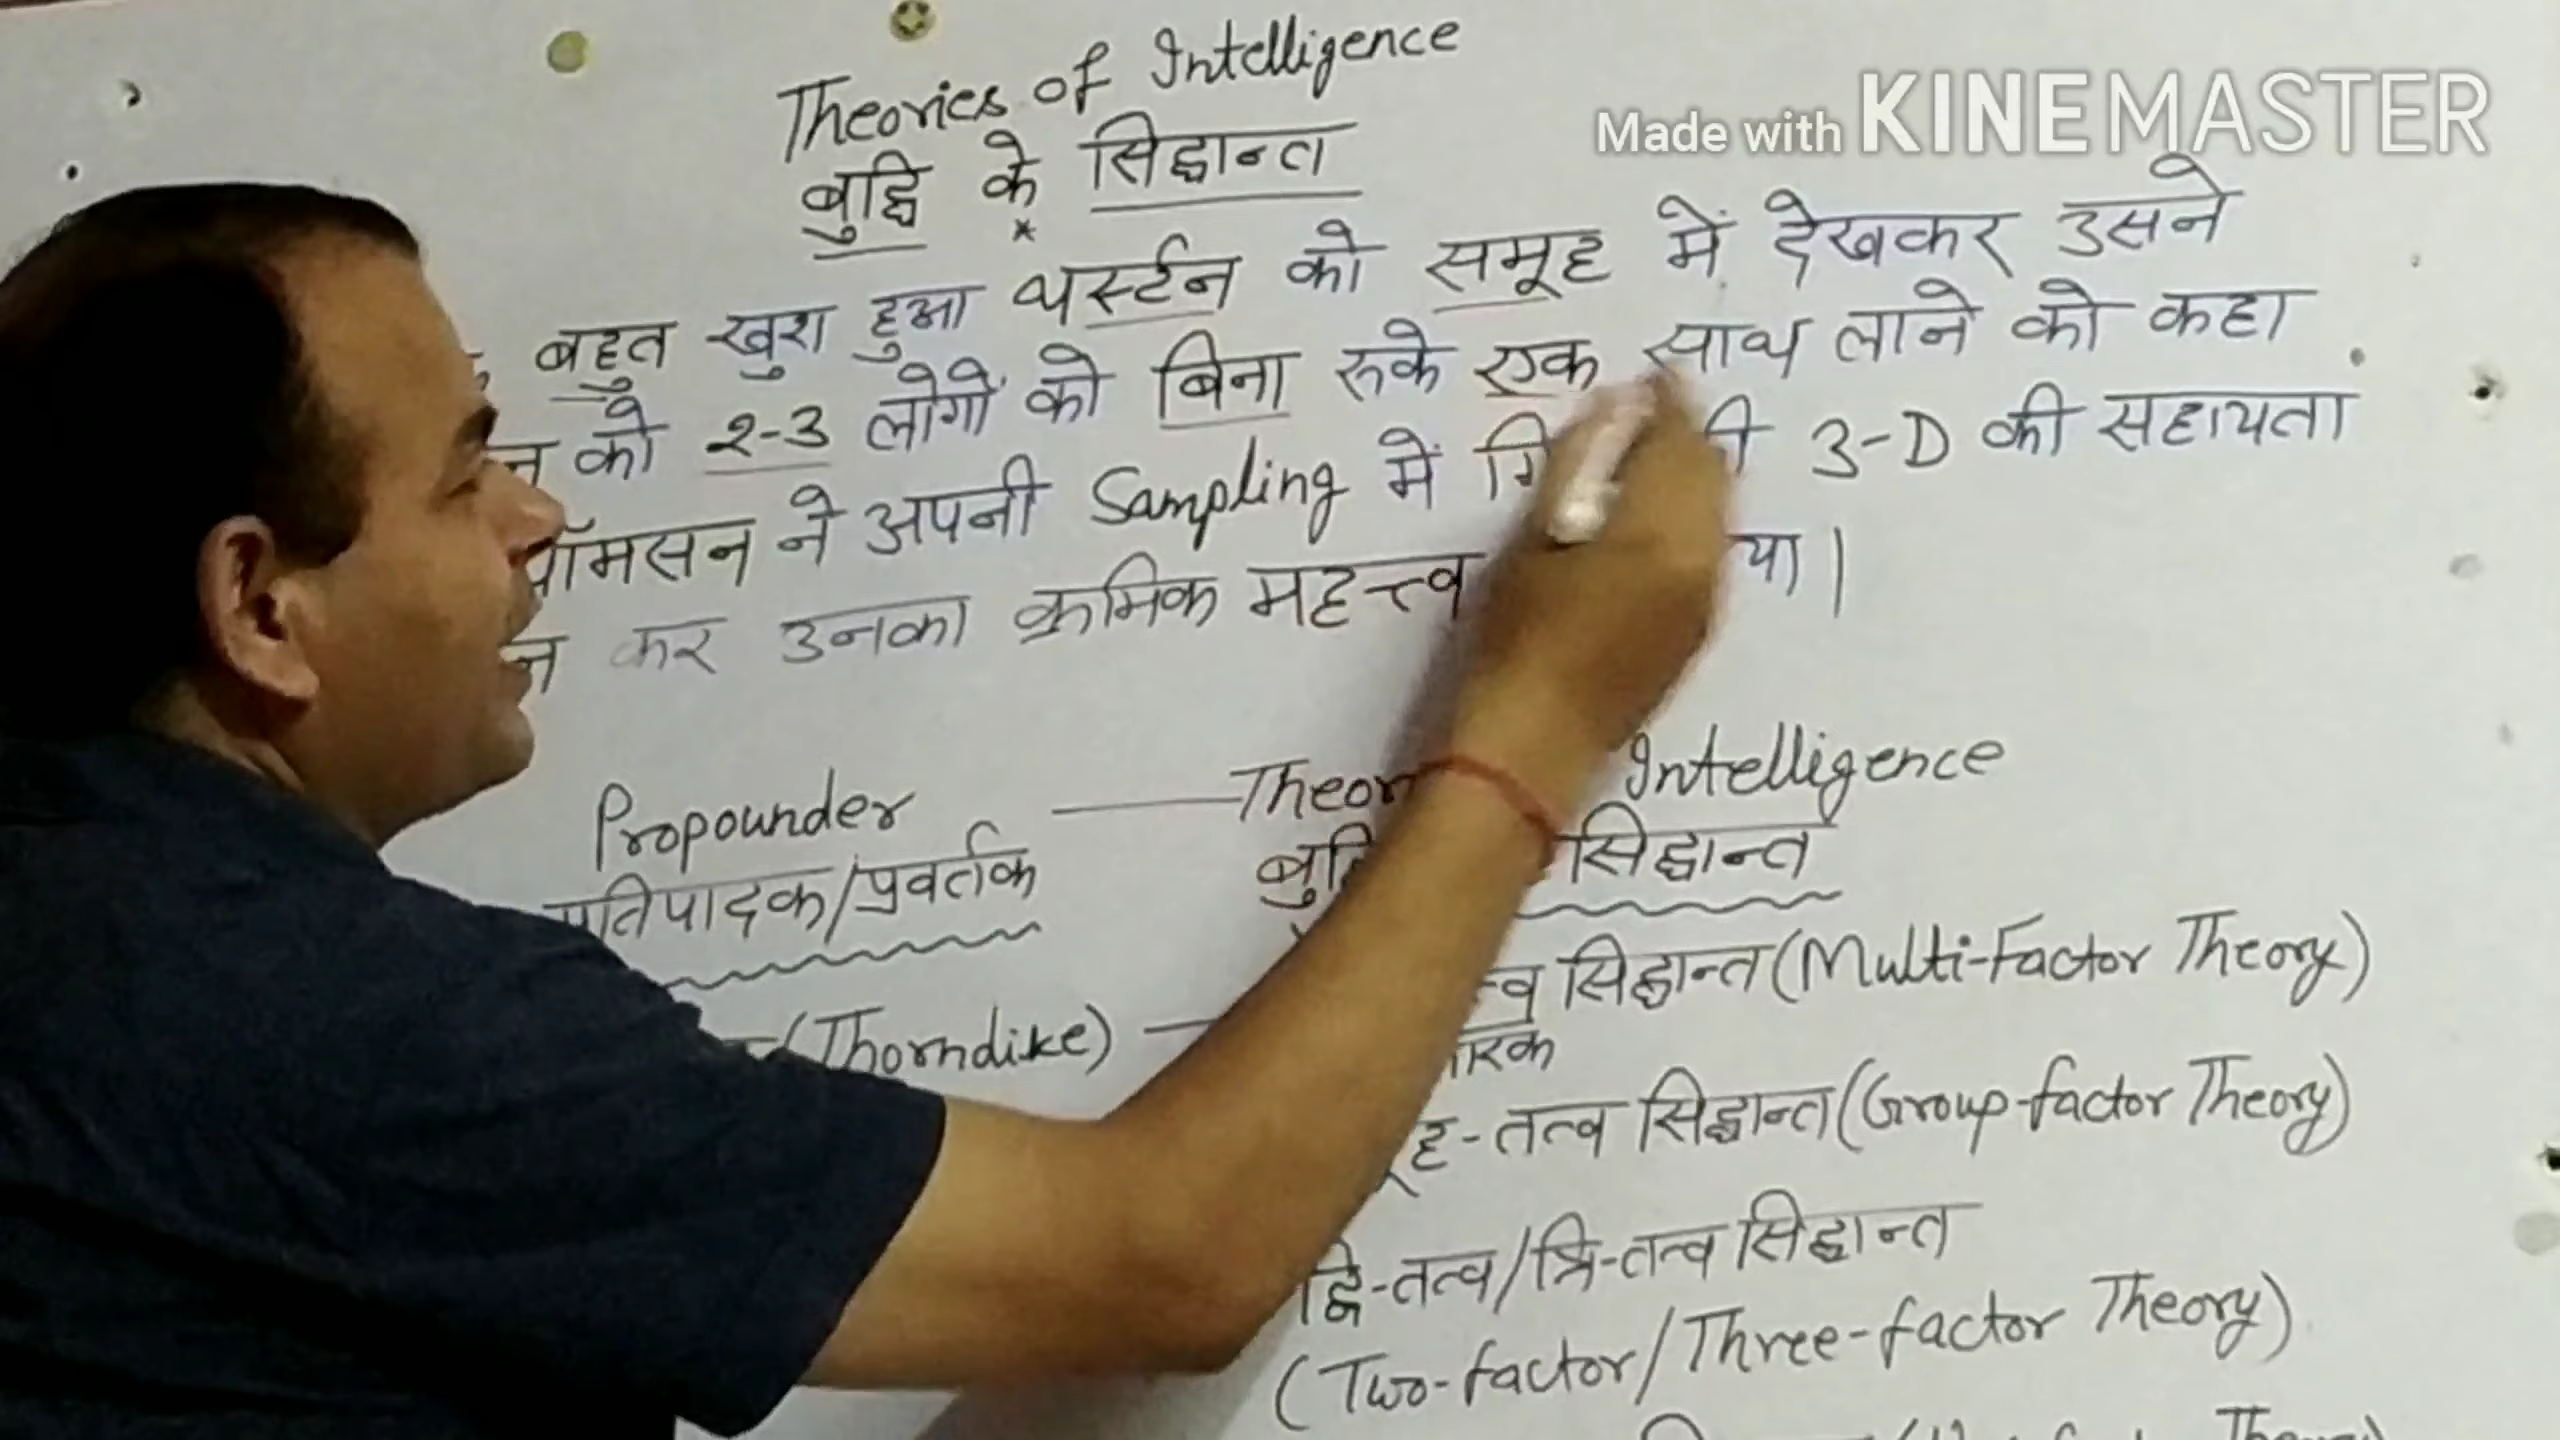 Theories of Intelligence
बुद्धि के सिद्धान्त
Made with KINEMASTER
बहुत खुश हुआ थर्स्टन को समूह में देखकर उसने
को 2-3 लोगों को बिना रुके एक साथ लाने को कहा
थॉमसन ने अपनी Sampling में 3-D की सहायता
कर उनका क्रमिक महत्त्व
Propounder — Intelligence
प्रतिपादक/प्रवर्तक सिद्धान्त
(Thorndike) — सिद्धान्त (Multi-Factor Theory)
तत्व सिद्धान्त (Group-factor Theory)
द्वि-तत्व/त्रि-तत्व सिद्धान्त
(Two-factor/Three-factor Theory)